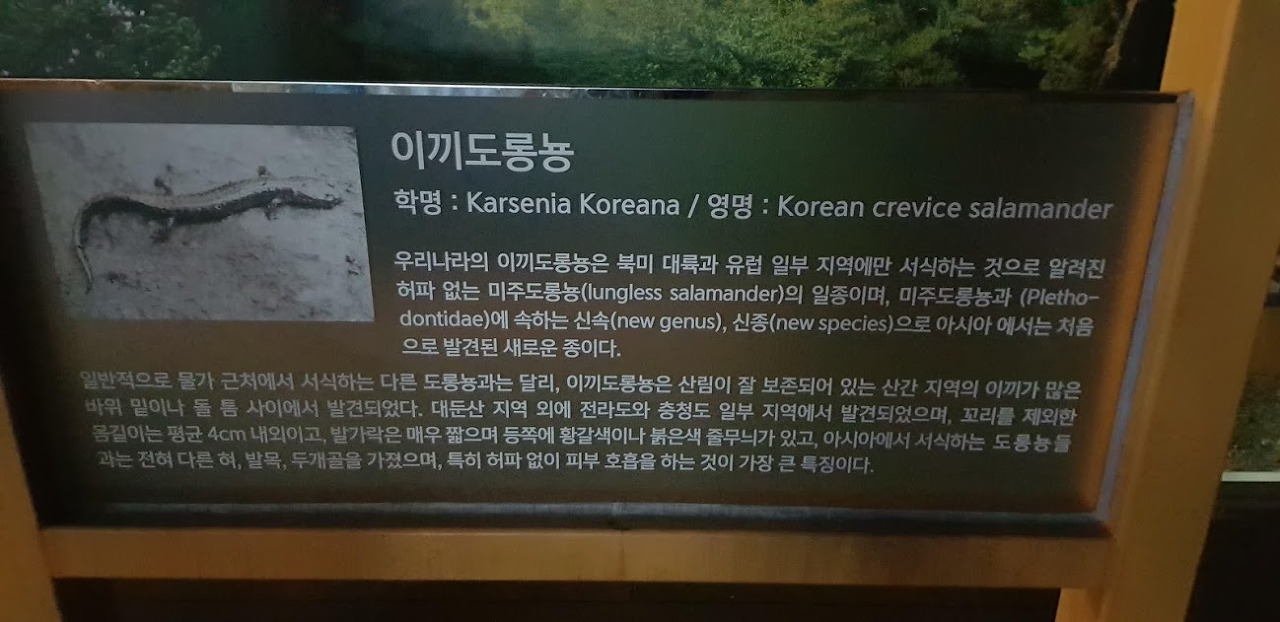 이끼도롱뇽
학명 : Karsenia Koreana / 영명 : Korean crevice salamander
우리나라의 이끼도롱뇽은 북미 대륙과 유럽 일부 지역에만 서식하는 것으로 알려진
허파 없는 미주도롱뇽(lungless salamander)의 일종이며, 미주도롱뇽과 (Pletho-
dontidae)에 속하는 신속(new genus), 신종(new species)으로 아시아 에서는 처음
으로 발견된 새로운 종이다.
일반적으로 물가 근처에서 서식하는 다른 도롱뇽과는 달리, 이끼도롱뇽은 산림이 잘 보존되어 있는 산간 지역의 이끼가 많은
바위 밑이나 돌 틈 사이에서 발견되었다. 대둔산 지역 외에 전라도와 충청도 일부 지역에서 발견되었으며, 꼬리를 제외한
몸길이는 평균 4cm 내외이고, 발가락은 매우 짧으며 등쪽에 황갈색이나 붉은색 줄무늬가 있고, 아시아에서 서식하는 도롱뇽들
과는 전혀 다른 혀, 발목, 두개골을 가졌으며, 특히 허파 없이 피부 호흡을 하는 것이 가장 큰 특징이다.